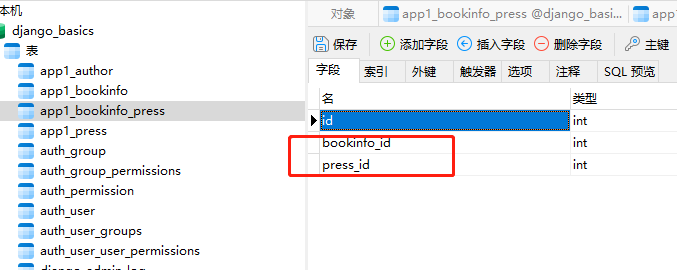 本机
django_basics
表
app1_author
app1_bookinfo
app1_bookinfo_press
app1_press
auth_group
auth_group_permissions
auth_permission
auth_user
auth_user_groups
auth_user_user_permissions
django_admin_log
对象 app1_bookinfo_press @django_basi... app1
保存 添加字段 插入字段 删除字段 主键
字段 索引 外键 触发器 选项 注释 SQL 预览
名 类型
id int
bookinfo_id int
press_id int